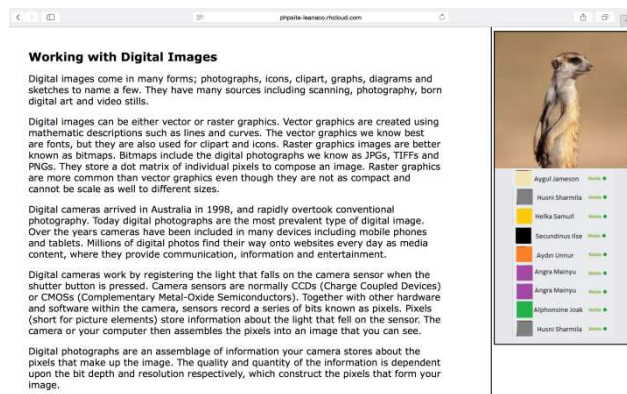 phpsite-leansco.rhcloud.com
Working with Digital Images
Digital images come in many forms; photographs, icons, clipart, graphs, diagrams and
sketches to name a few. They have many sources including scanning, photography, born
digital art and video stills.
Digital images can be either vector or raster graphics. Vector graphics are created using
mathematic descriptions such as lines and curves. The vector graphics we know best
are fonts, but they are also used for clipart and icons. Raster graphics images are better
known as bitmaps. Bitmaps include the digital photographs we know as JPGs, TIFFs and
PNGs. They store a dot matrix of individual pixels to compose an image. Raster graphics
are more common than vector graphics even though they are not as compact and
cannot be scale as well to different sizes.
Digital cameras arrived in Australia in 1998, and rapidly overtook conventional
photography. Today digital photographs are the most prevalent type of digital image.
Over the years cameras have been included in many devices including mobile phones
and tablets. Millions of digital photos find their way onto websites every day as media
content, where they provide communication, information and entertainment.
Digital cameras work by registering the light that falls on the camera sensor when the
shutter button is pressed. Camera sensors are normally CCDs (Charge Coupled Devices)
or CMOSs (Complementary Metal-Oxide Semiconductors). Together with other hardware
and software within the camera, sensors record a series of bits known as pixels. Pixels
(short for picture elements) store information about the light that fell on the sensor. The
camera or your computer then assembles the pixels into an image that you can see.
Digital photographs are an assemblage of information your camera stores about the
pixels that make up the image. The quality and quantity of the information is dependent
upon the bit depth and resolution respectively, which construct the pixels that form your
image.
Aygul Jameson
Husni Sharmila
Helka Samuil
Secundinus Ilse
Aydın Unnur
Angra Mainyu
Angra Mainyu
Alphonsine Joak
Husni Sharmila